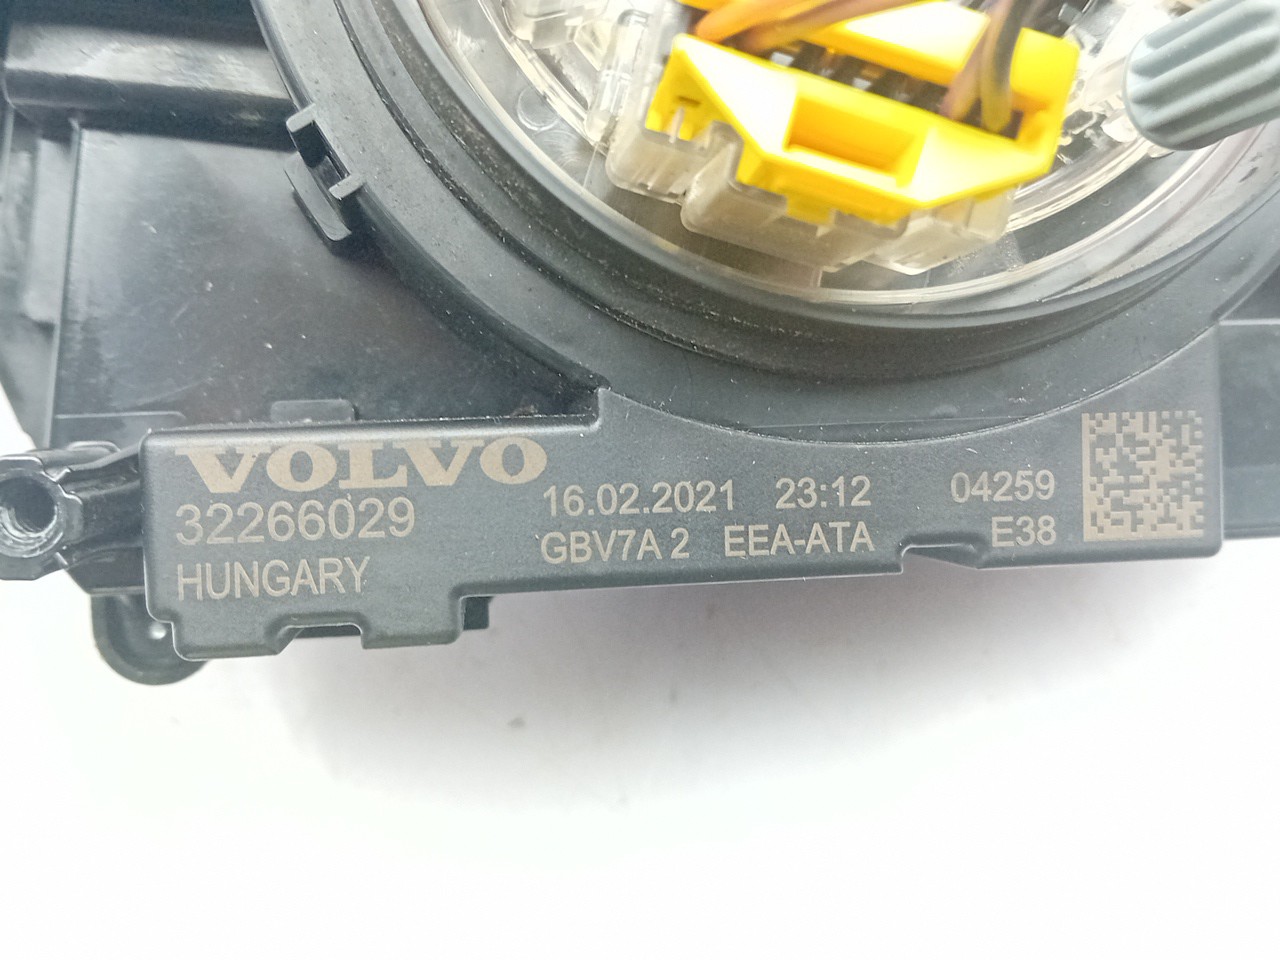 VOLVO
32266029
HUNGARY
16.02.2021 23:12
GBV7A 2 EEA-ATA
04259
E38